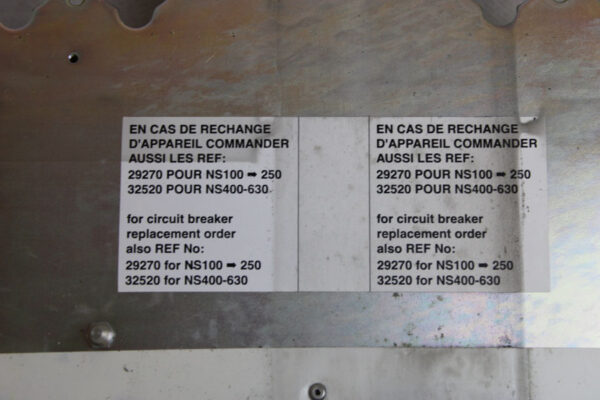 EN CAS DE RECHANGE
D'APPAREIL COMMANDER
AUSSI LES REF:
29270 POUR NS100 ➡ 250
32520 POUR NS400-630
for circuit breaker
replacement order
also REF No:
29270 for NS100 ➡ 250
32520 for NS400-630
EN CAS DE RECHANGE
D'APPAREIL COMMANDER
AUSSI LES REF:
29270 POUR NS100 ➡ 250
32520 POUR NS400-630
for circuit breaker
replacement order
also REF No:
29270 for NS100 ➡ 250
32520 for NS400-630